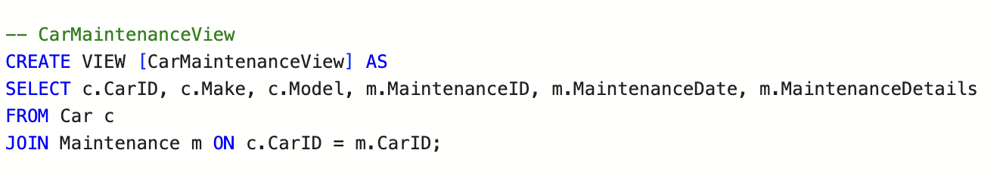 -- CarMaintenanceView
CREATE VIEW [CarMaintenanceView] AS
SELECT c.CarID, c.Make, c.Model, m.MaintenanceID, m.MaintenanceDate, m.MaintenanceDetails
FROM Car c
JOIN Maintenance m ON c.CarID = m.CarID;